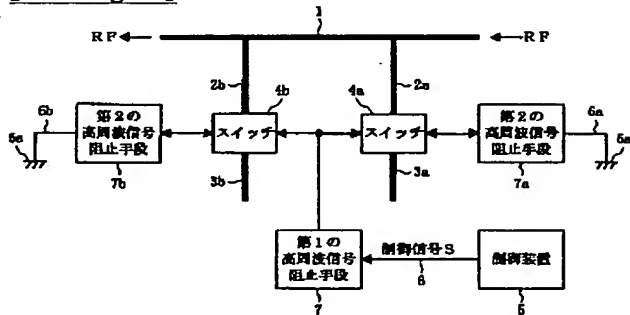 1
RF
RF
2b
4b
4a
2a
6b
第2の
高周波信号
阻止手段
スイッチ
スイッチ
第2の
高周波信号
阻止手段
6a
5a
5a
7b
3b
3a
7a
第1の
高周波信号
阻止手段
制御信号S
制御装置
7
6
5